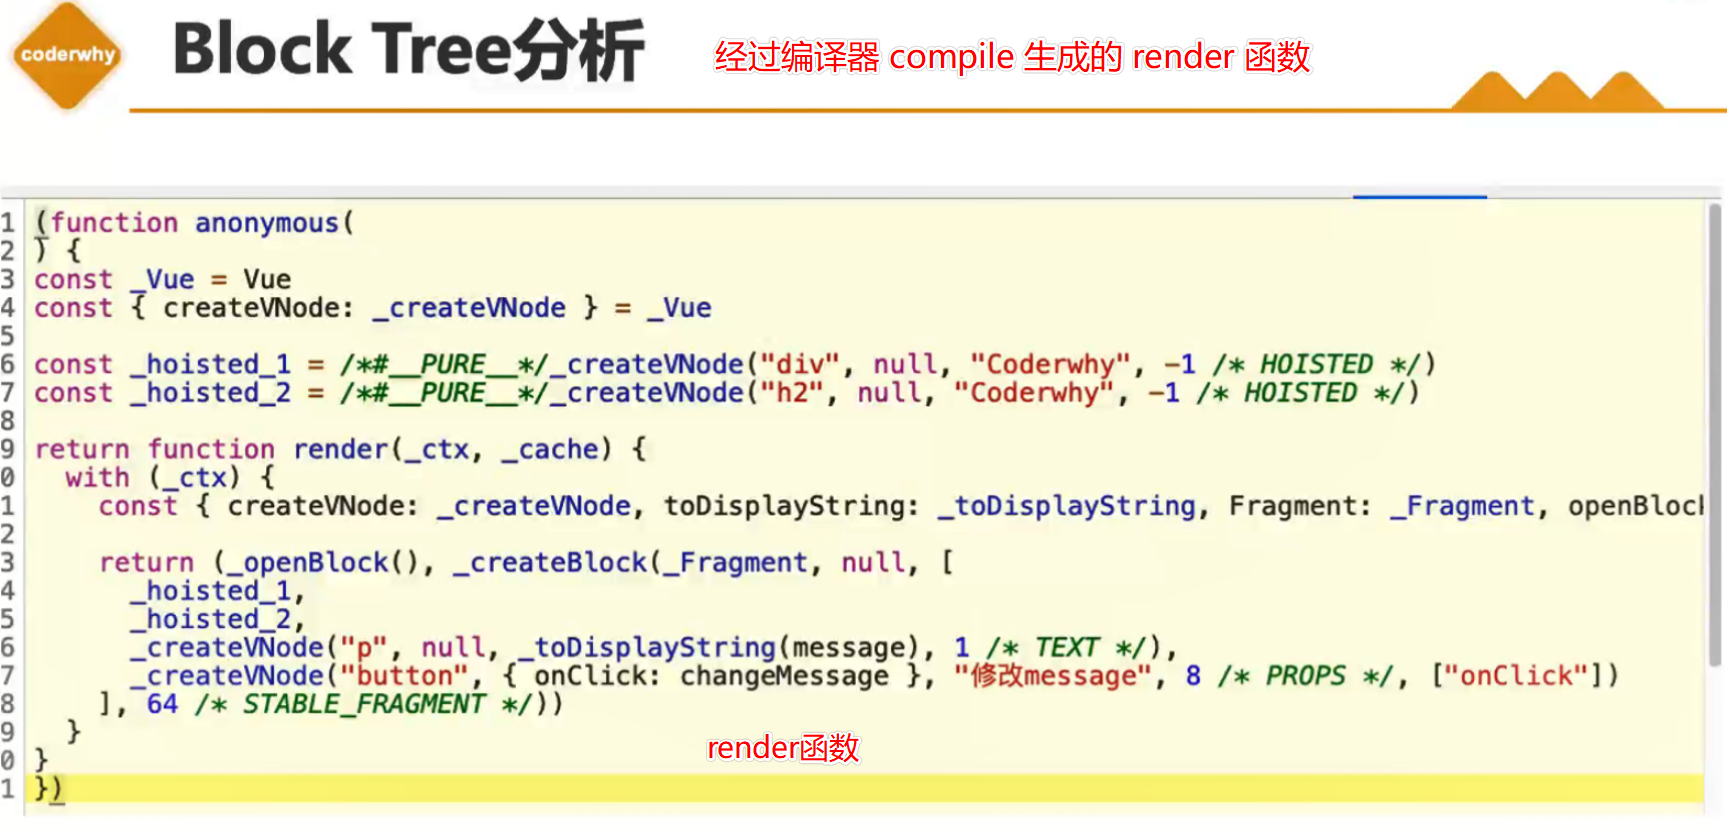 coderwhy
Block Tree分析
经过编译器 compile 生成的 render 函数
1 (function anonymous(
2 ) {
3 const _Vue = Vue
4 const { createVNode: _createVNode } = _Vue
5
6 const _hoisted_1 = /*#__PURE__*/_createVNode("div", null, "Coderwhy", -1 /* HOISTED */)
7 const _hoisted_2 = /*#__PURE__*/_createVNode("h2", null, "Coderwhy", -1 /* HOISTED */)
8
9 return function render(_ctx, _cache) {
0   with (_ctx) {
1     const { createVNode: _createVNode, toDisplayString: _toDisplayString, Fragment: _Fragment, openBlock
2
3     return (_openBlock(), _createBlock(_Fragment, null, [
4       _hoisted_1,
5       _hoisted_2,
6       _createVNode("p", null, _toDisplayString(message), 1 /* TEXT */),
7       _createVNode("button", { onClick: changeMessage }, "修改message", 8 /* PROPS */, ["onClick"])
8     ], 64 /* STABLE_FRAGMENT */))
9   }
render函数
0 }
1 })